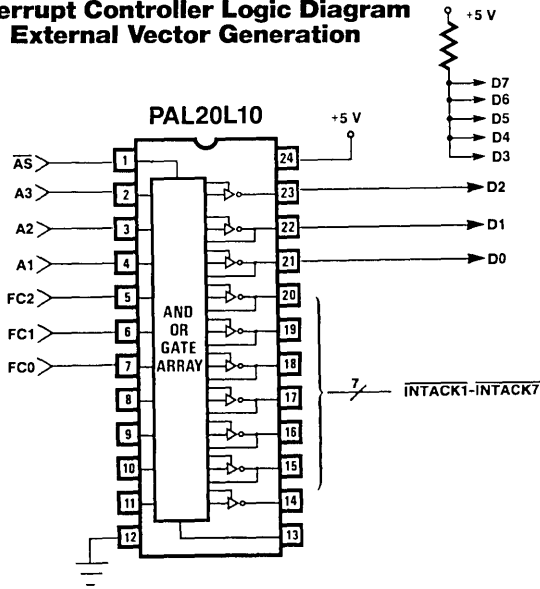 errupt Controller Logic Diagram
External Vector Generation
+5 V
D7
D6
D5
D4
D3
PAL20L10
+5 V
AS
1
24
A3
2
23
D2
A2
3
22
D1
A1
4
21
D0
FC2
5
20
FC1
6
19
FC0
7
18
AND
OR
GATE
ARRAY
8
17
7
INTACK1-INTACK7
9
16
10
15
11
14
12
13